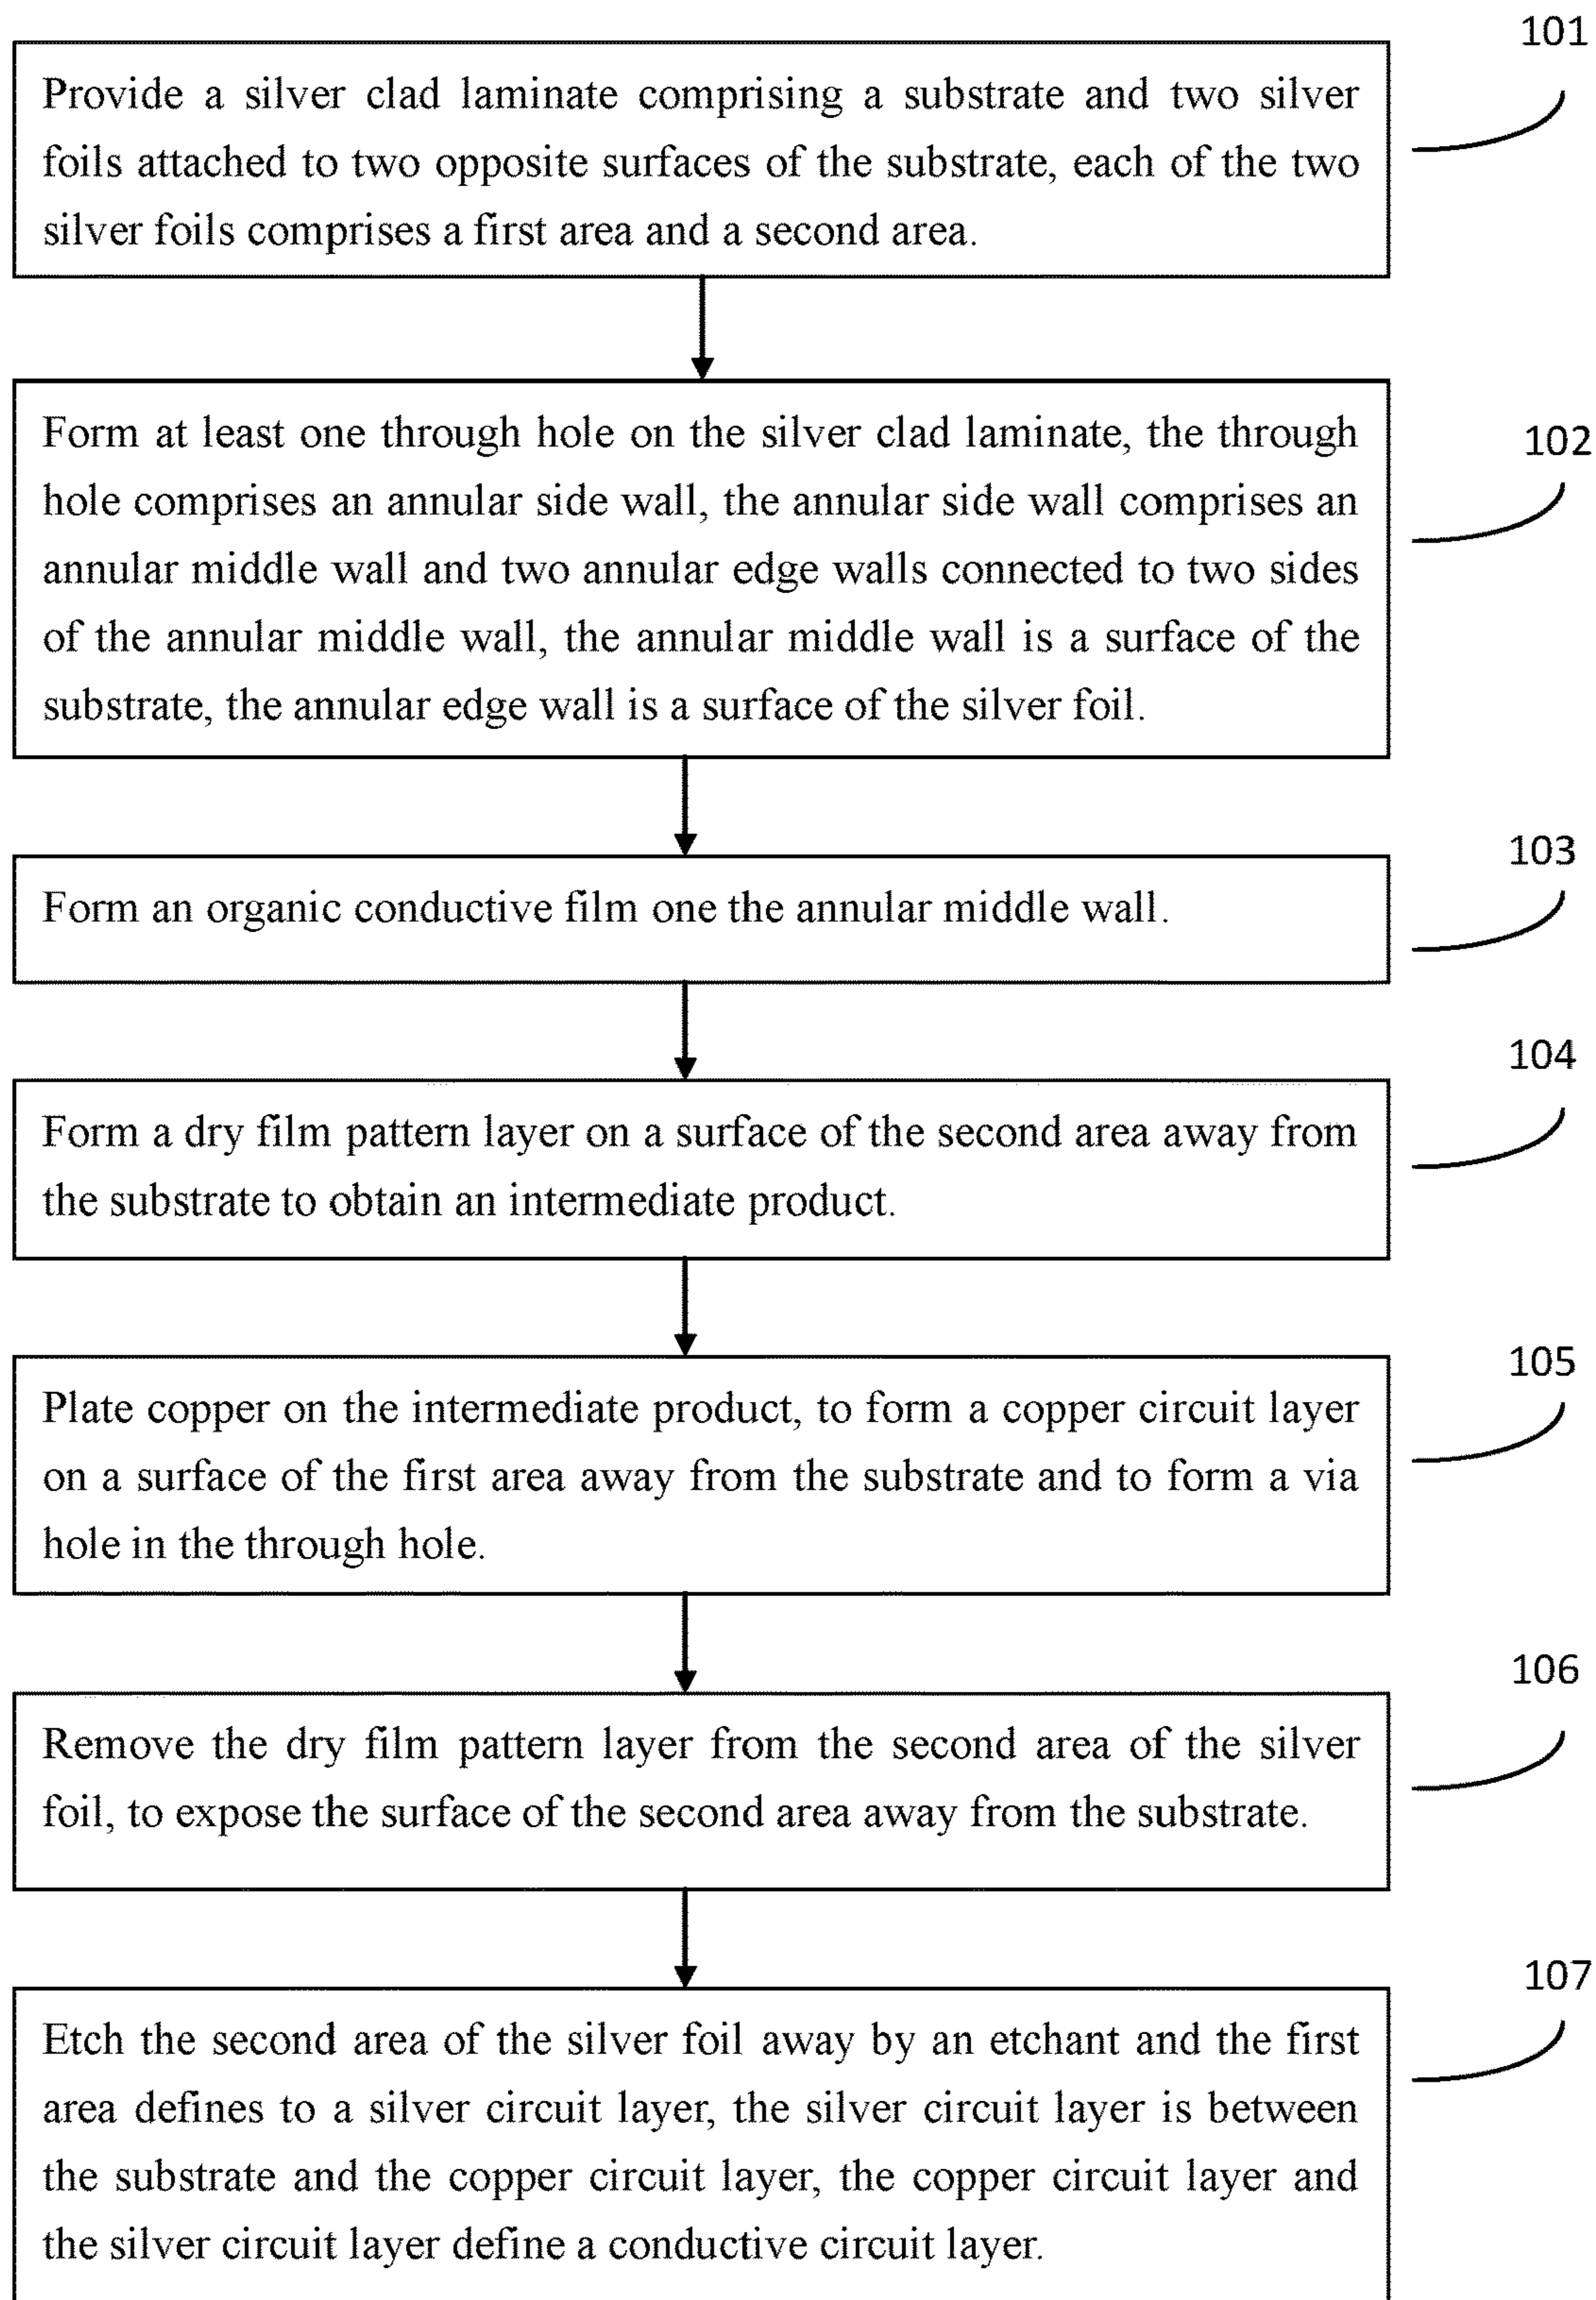 101
Provide a silver clad laminate comprising a substrate and two silver
foils attached to two opposite surfaces of the substrate, each of the two
silver foils comprises a first area and a second area.
102
Form at least one through hole on the silver clad laminate, the through
hole comprises an annular side wall, the annular side wall comprises an
annular middle wall and two annular edge walls connected to two sides
of the annular middle wall, the annular middle wall is a surface of the
substrate, the annular edge wall is a surface of the silver foil.
103
Form an organic conductive film one the annular middle wall.
104
Form a dry film pattern layer on a surface of the second area away from
the substrate to obtain an intermediate product.
105
Plate copper on the intermediate product, to form a copper circuit layer
on a surface of the first area away from the substrate and to form a via
hole in the through hole.
106
Remove the dry film pattern layer from the second area of the silver
foil, to expose the surface of the second area away from the substrate.
107
Etch the second area of the silver foil away by an etchant and the first
area defines to a silver circuit layer, the silver circuit layer is between
the substrate and the copper circuit layer, the copper circuit layer and
the silver circuit layer define a conductive circuit layer.